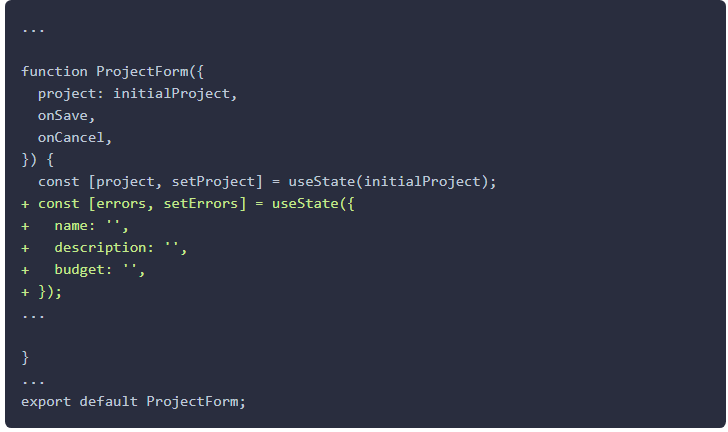 ...
function ProjectForm({
  project: initialProject,
  onSave,
  onCancel,
}) {
  const [project, setProject] = useState(initialProject);
+ const [errors, setErrors] = useState({
+   name: '',
+   description: '',
+   budget: '',
+ });
...
}
...
export default ProjectForm;